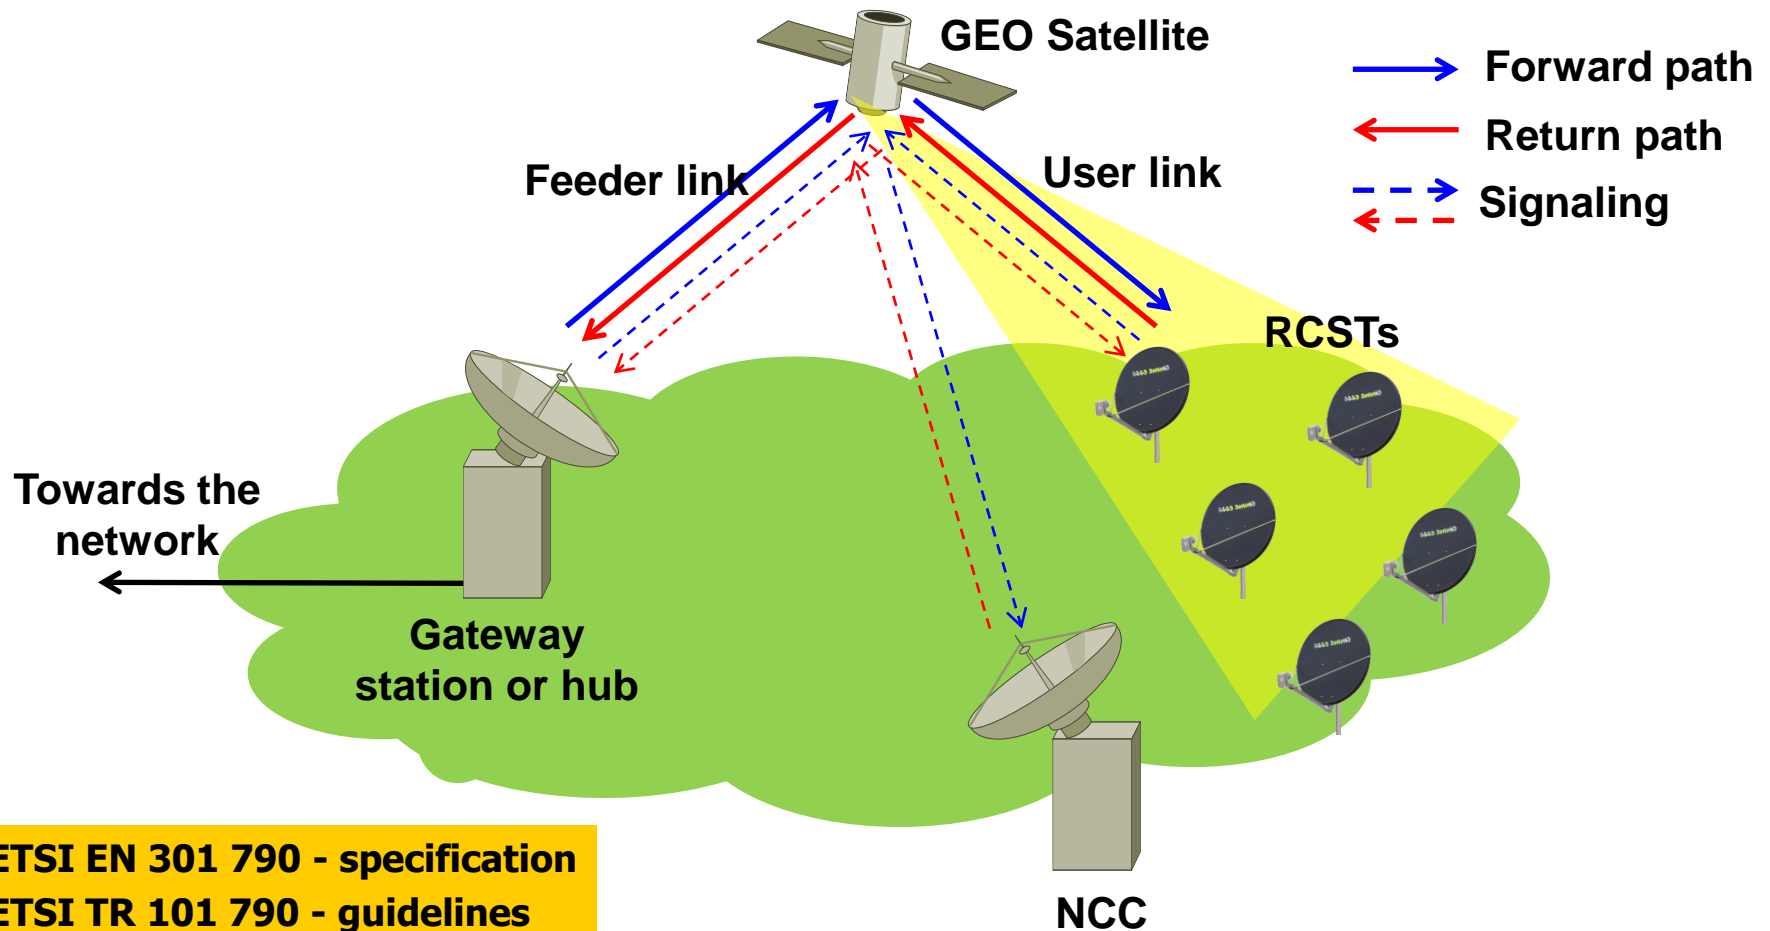 GEO Satellite
Forward path
Return path
Signaling
Feeder link
User link
RCSTs
Towards the
network
Gateway
station or hub
ETSI EN 301 790 - specification
ETSI TR 101 790 - guidelines
NCC